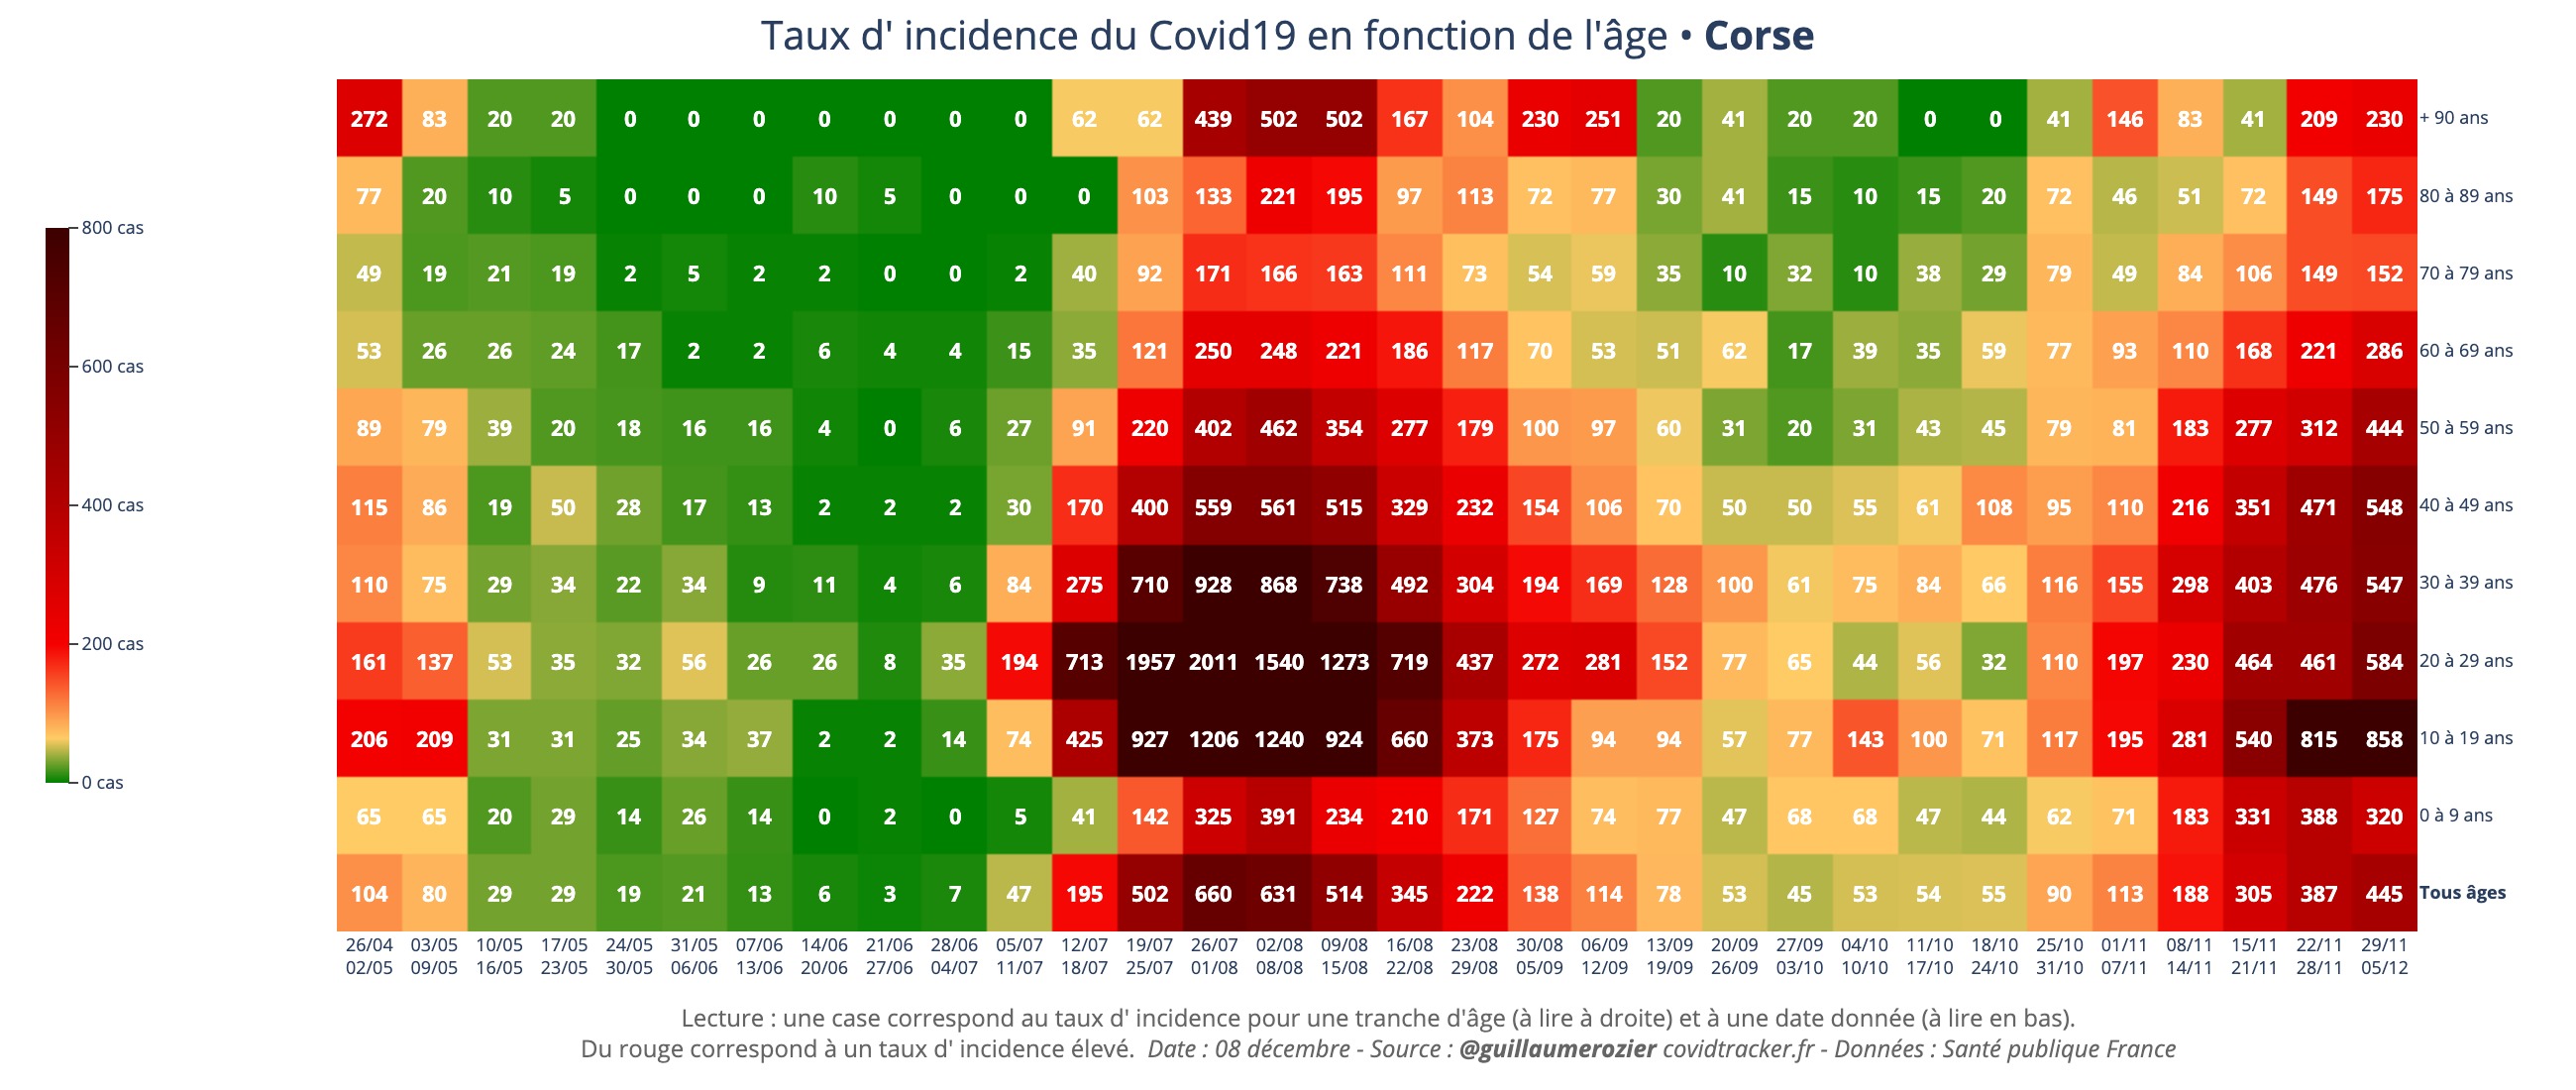 Taux d' incidence du Covid19 en fonction de l'âge • Corse
272 83 20 20 0 0 0 0 0 0 0 62 62 439 502 502 167 104 230 251 20 41 20 20 0 0 41 146 83 41 209 230 + 90 ans
77 20 10 5 0 0 0 10 5 0 0 0 103 133 221 195 97 113 72 77 30 41 15 10 15 20 72 46 51 72 149 175 80 à 89 ans
800 cas
49 19 21 19 2 5 2 2 0 0 2 40 92 171 166 163 111 73 54 59 35 10 32 10 38 29 79 49 84 106 149 152 70 à 79 ans
53 26 26 24 17 2 2 6 4 4 15 35 121 250 248 221 186 117 70 53 51 62 17 39 35 59 77 93 110 168 221 286 60 à 69 ans
600 cas
89 79 39 20 18 16 16 4 0 6 27 91 220 402 462 354 277 179 100 97 60 31 20 31 43 45 79 81 183 277 312 444 50 à 59 ans
400 cas
115 86 19 50 28 17 13 2 2 2 30 170 400 559 561 515 329 232 154 106 70 50 50 55 61 108 95 110 216 351 471 548 40 à 49 ans
110 75 29 34 22 34 9 11 4 6 84 275 710 928 868 738 492 304 194 169 128 100 61 75 84 66 116 155 298 403 476 547 30 à 39 ans
200 cas
161 137 53 35 32 56 26 26 8 35 194 713 1957 2011 1540 1273 719 437 272 281 152 77 65 44 56 32 110 197 230 464 461 584 20 à 29 ans
206 209 31 31 25 34 37 2 2 14 74 425 927 1206 1240 924 660 373 175 94 94 57 77 143 100 71 117 195 281 540 815 858 10 à 19 ans
0 cas
65 65 20 29 14 26 14 0 2 0 5 41 142 325 391 234 210 171 127 74 77 47 68 68 47 44 62 71 183 331 388 320 0 à 9 ans
104 80 29 29 19 21 13 6 3 7 47 195 502 660 631 514 345 222 138 114 78 53 45 53 54 55 90 113 188 305 387 445 Tous âges
26/04 03/05 10/05 17/05 24/05 31/05 07/06 14/06 21/06 28/06 05/07 12/07 19/07 26/07 02/08 09/08 16/08 23/08 30/08 06/09 13/09 20/09 27/09 04/10 11/10 18/10 25/10 01/11 08/11 15/11 22/11 29/11
02/05 09/05 16/05 23/05 30/05 06/06 13/06 20/06 27/06 04/07 11/07 18/07 25/07 01/08 08/08 15/08 22/08 29/08 05/09 12/09 19/09 26/09 03/10 10/10 17/10 24/10 31/10 07/11 14/11 21/11 28/11 05/12
Lecture : une case correspond au taux d' incidence pour une tranche d'âge (à lire à droite) et à une date donnée (à lire en bas).
Du rouge correspond à un taux d' incidence élevé. Date : 08 décembre - Source : @guillaumerozier covidtracker.fr - Données : Santé publique France